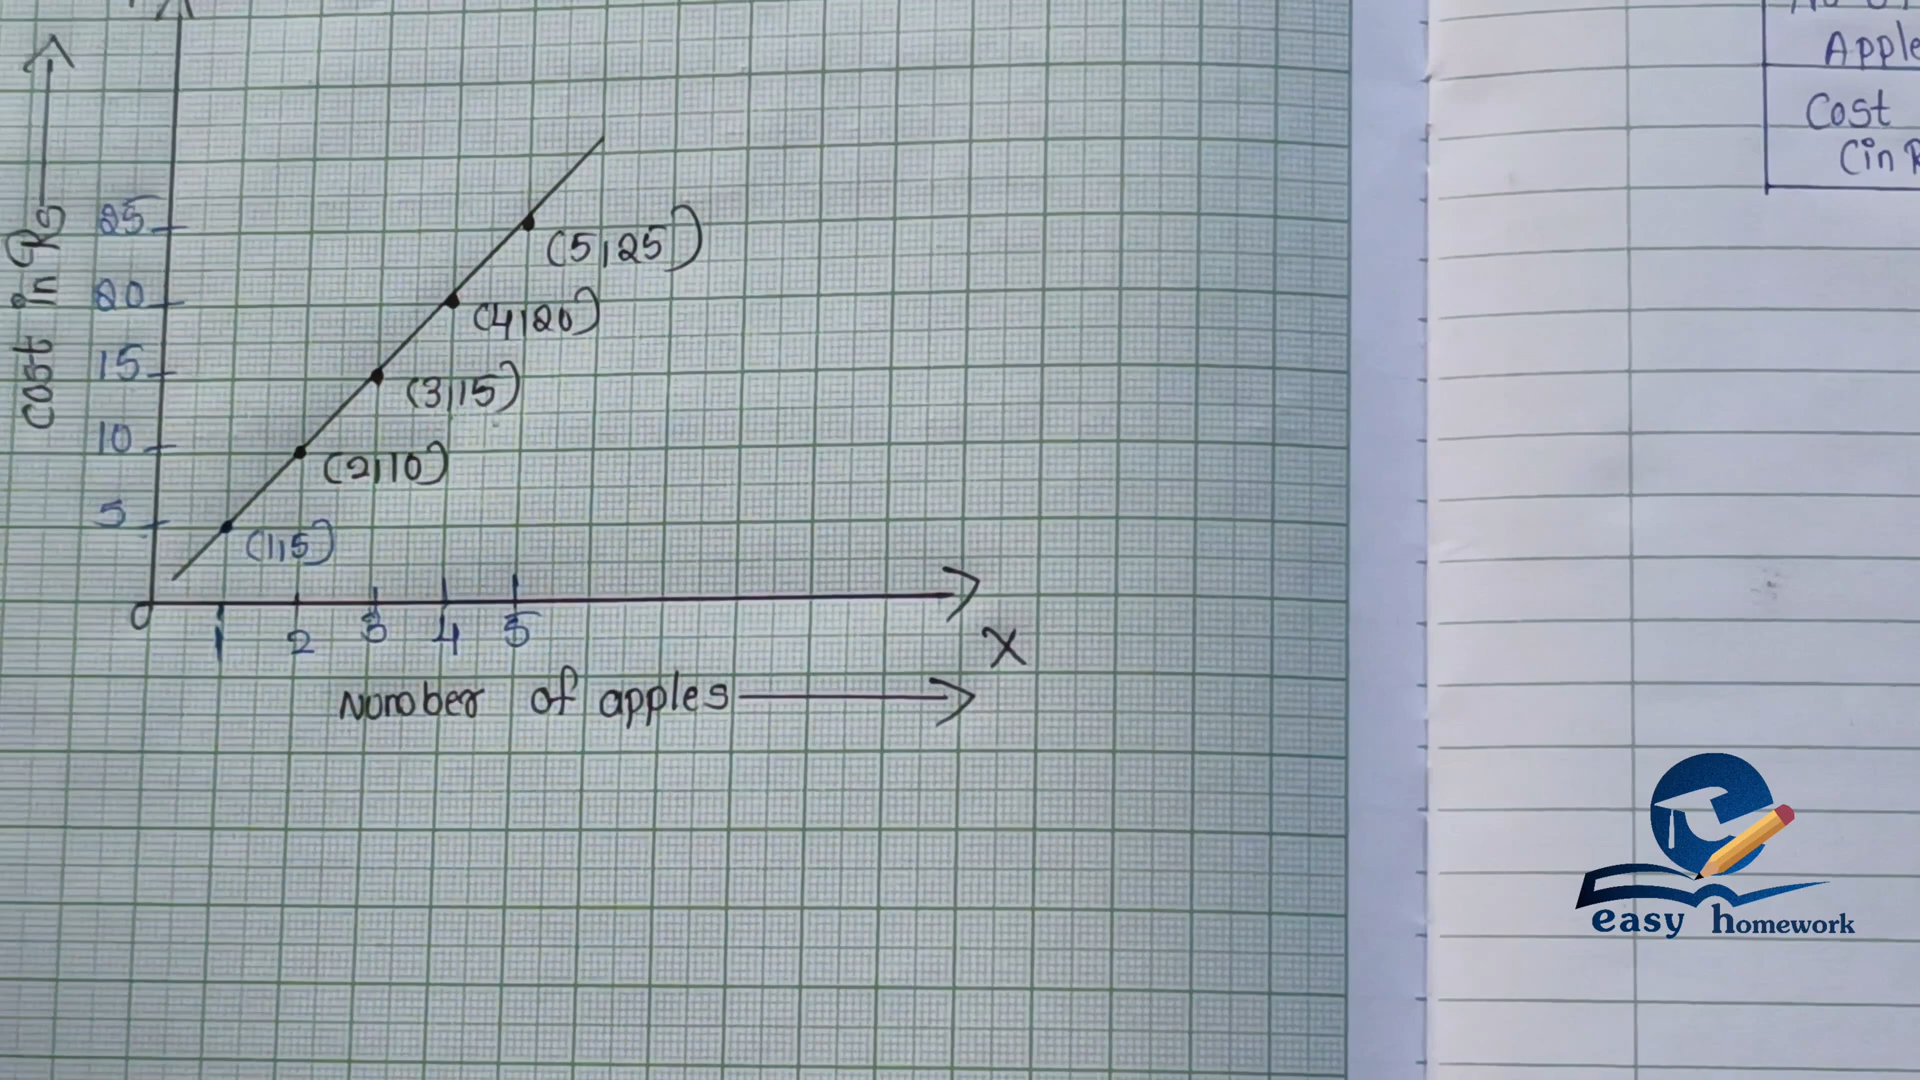 Cost in Rs
25
(5,25)
20
(4,20)
15
(3,15)
10
(2,10)
5
(1,5)
0
1 2 3 4 5
X
Number of apples
Apple
Cost
(in R
easy homework